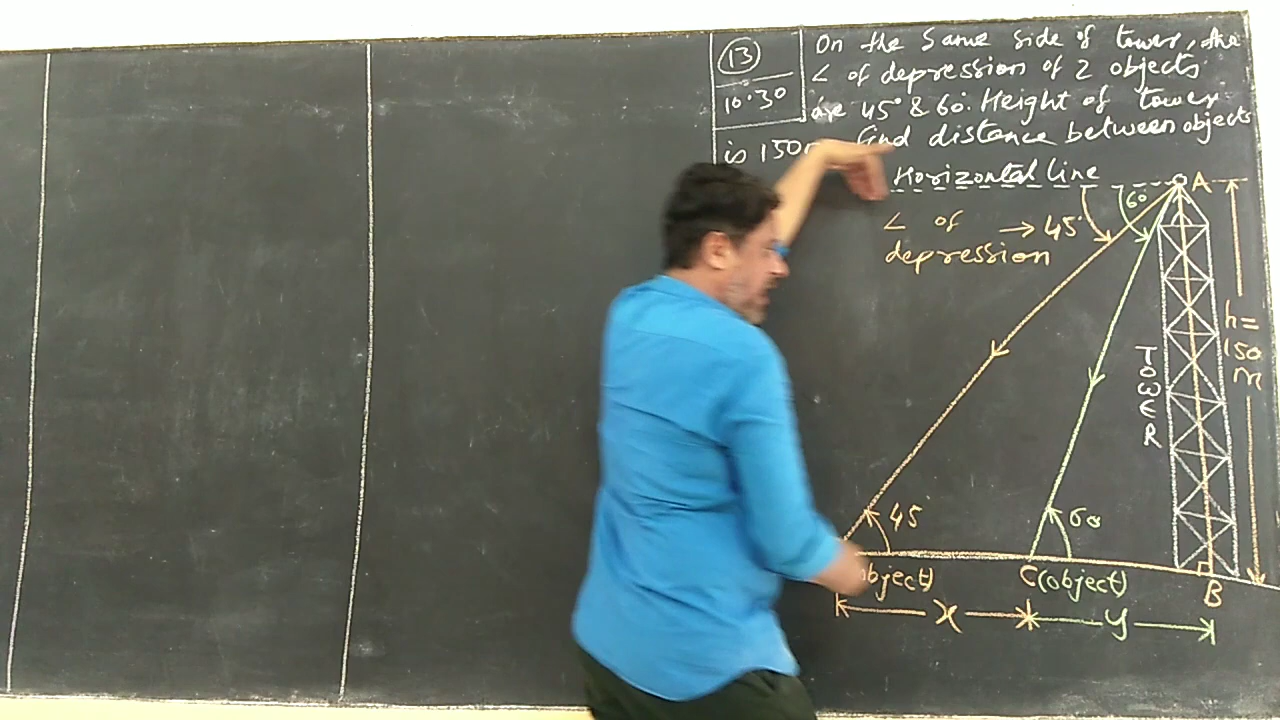 13
10.30
On the same side of tower, the
∠ of depression of 2 objects
are 45° & 60°. Height of tower
is 150 find distance between objects
Horizontal line
A
60
∠ of → 45°
depression
h =
150
m
TOWER
45
60
object)
C(object)
B
x
y